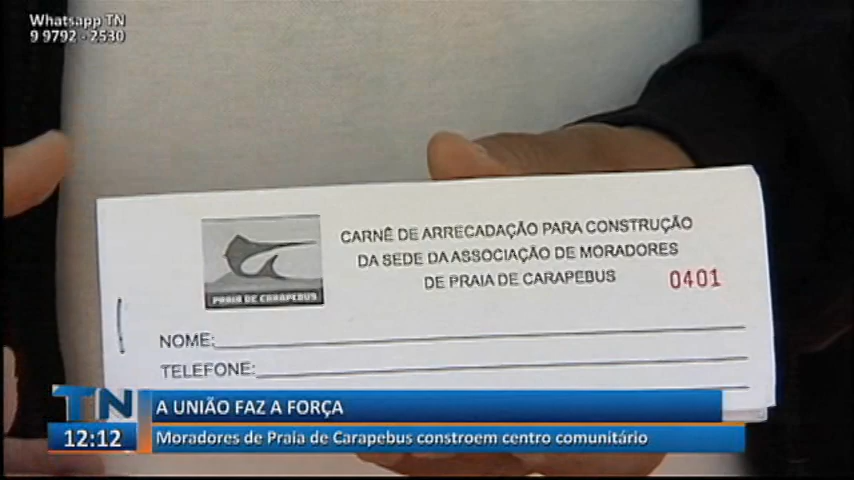 Whatsapp TN
9 9792 - 2530
CARNÊ DE ARRECADAÇÃO PARA CONSTRUÇÃO
DA SEDE DA ASSOCIAÇÃO DE MORADORES
DE PRAIA DE CARAPEBUS
0401
PRAIA DE CARAPEBUS
NOME:
TELEFONE:
TN
A UNIÃO FAZ A FORÇA
12:12
Moradores de Praia de Carapebus constroem centro comunitário